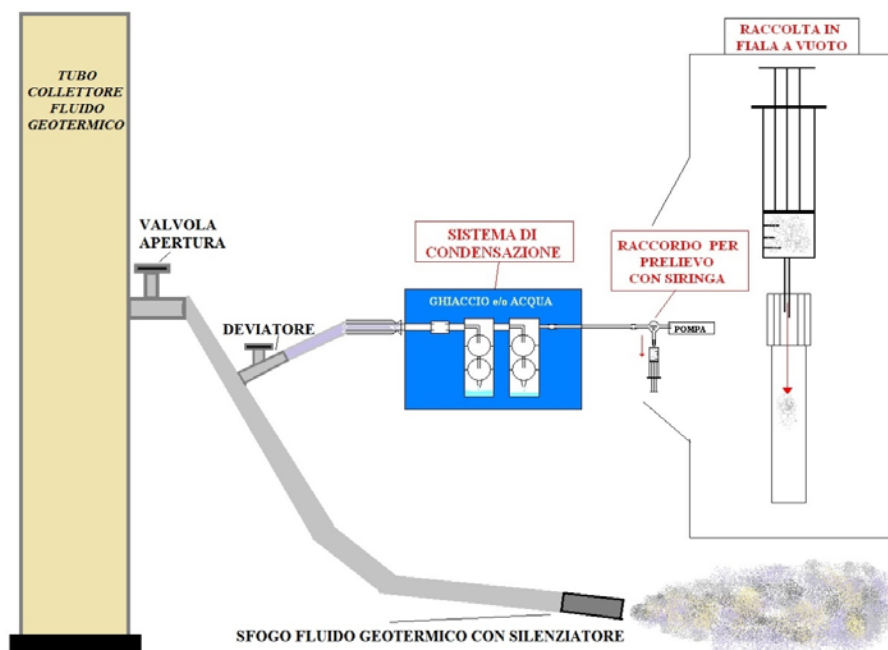 TUBO
COLLETTORE
FLUIDO
GEOTERMICO
VALVOLA
APERTURA
DEVIATORE
SISTEMA DI
CONDENSAZIONE
GHIACCIO e/o ACQUA
RACCORDO PER
PRELIEVO
CON SIRINGA
POMPA
RACCOLTA IN
FIALA A VUOTO
SFOGO FLUIDO GEOTERMICO CON SILENZIATORE